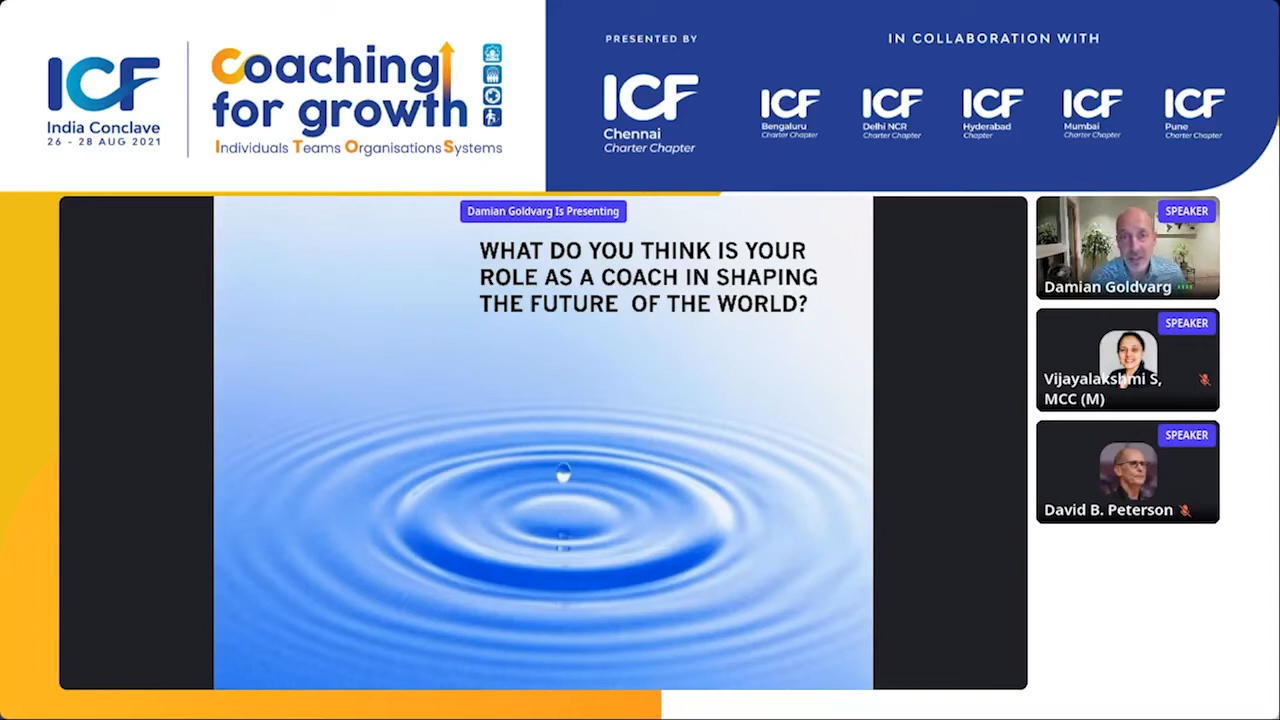 ICF
India Conclave
26 - 28 AUG 2021
Coaching
for growth
Individuals Teams Organisations Systems
PRESENTED BY
ICF
Chennai
Charter Chapter
IN COLLABORATION WITH
ICF
Bengaluru
Charter Chapter
ICF
Delhi NCR
Charter Chapter
ICF
Hyderabad
Chapter
ICF
Mumbai
Charter Chapter
ICF
Pune
Charter Chapter
Damian Goldvarg Is Presenting
WHAT DO YOU THINK IS YOUR
ROLE AS A COACH IN SHAPING
THE FUTURE OF THE WORLD?
SPEAKER
Damian Goldvarg
SPEAKER
Vijayalakshmi S,
MCC (M)
SPEAKER
David B. Peterson